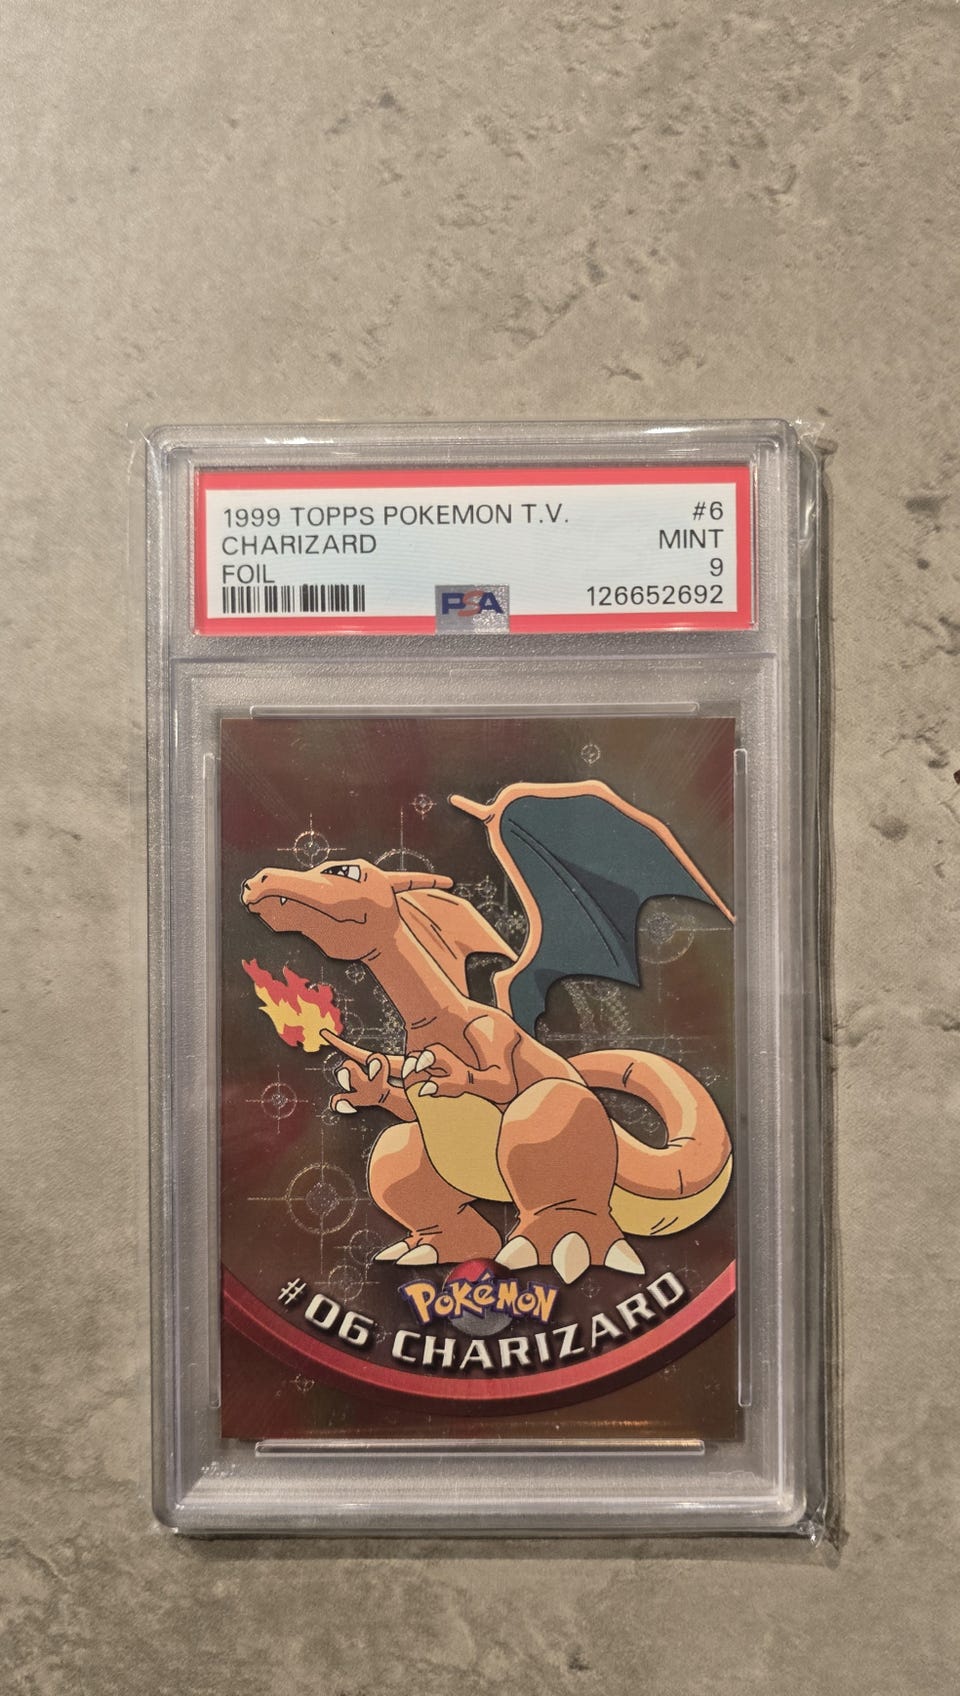 1999 TOPPS POKEMON T.V. #6
CHARIZARD MINT
FOIL 9
PSA 126652692
POKéMON
#06 CHARIZARD